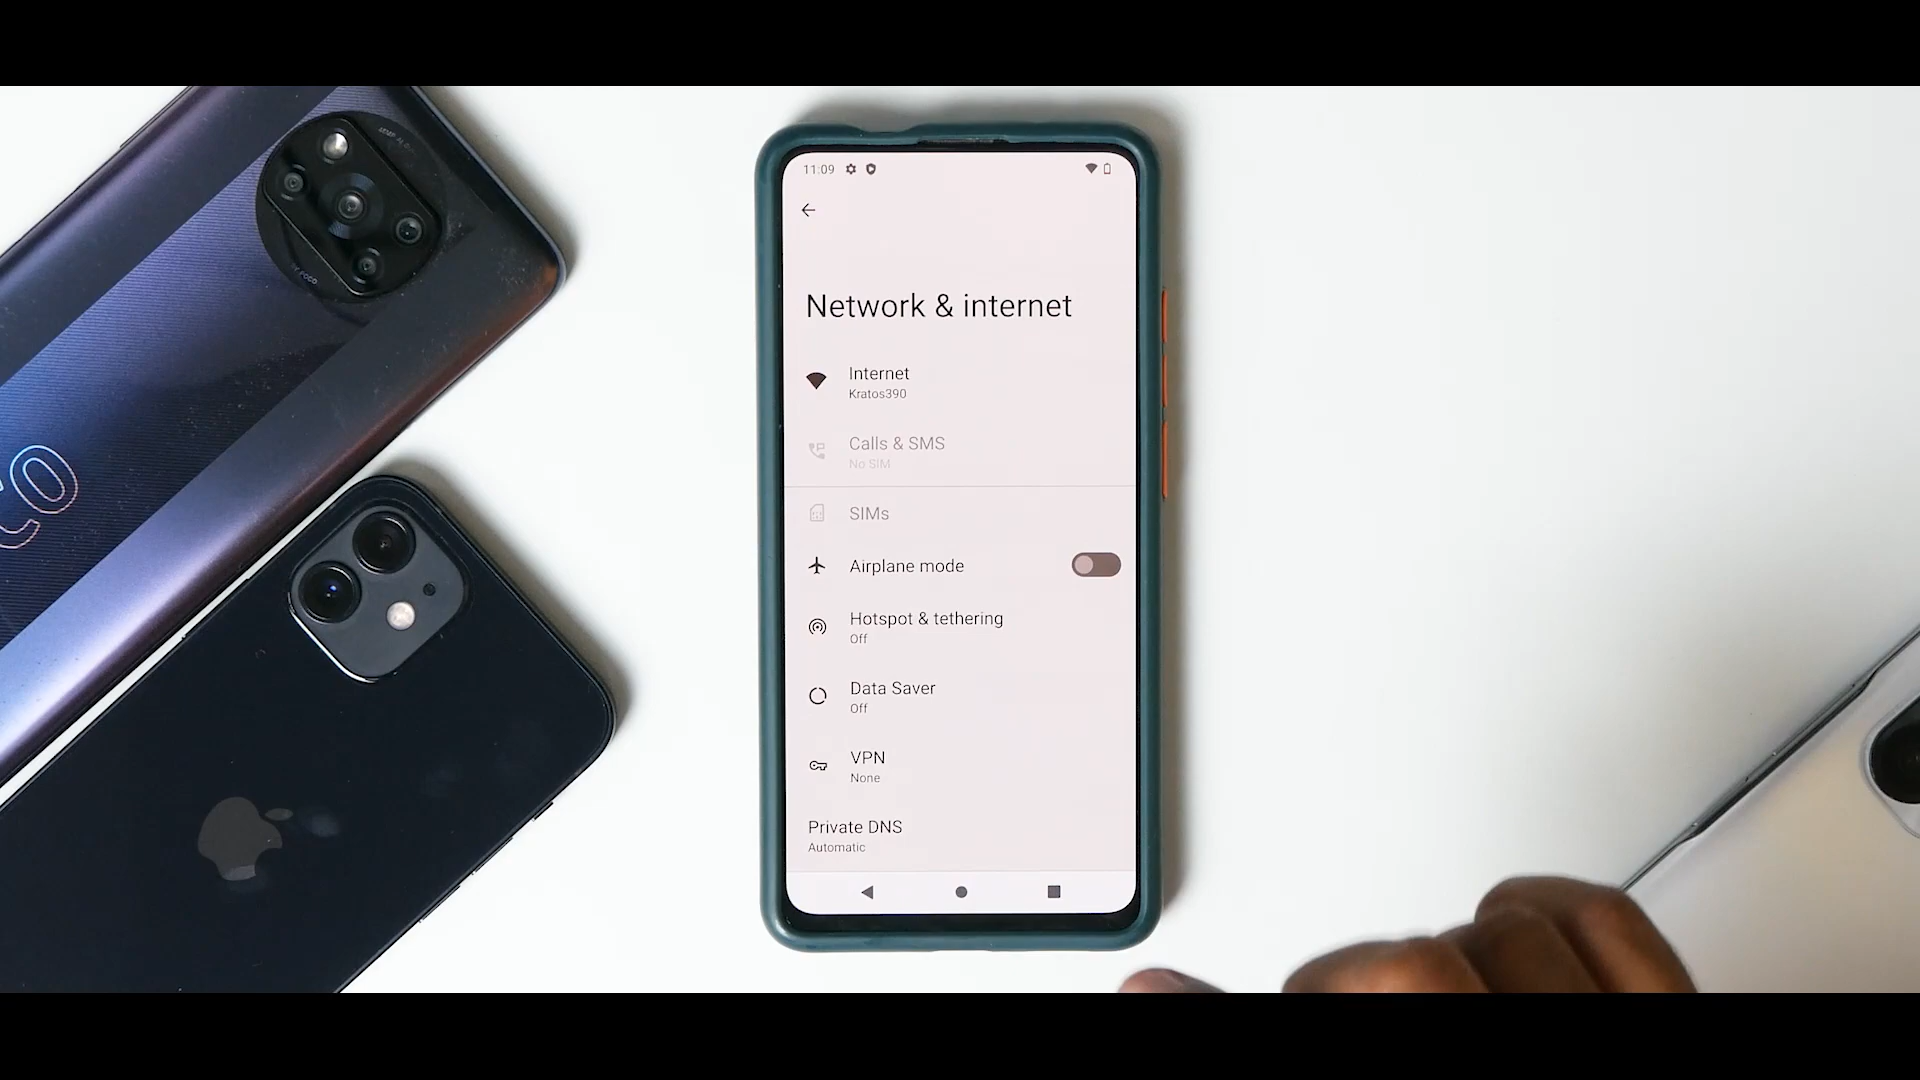 11:09
Network & internet
Internet
Kratos390
Calls & SMS
No SIM
SIMs
Airplane mode
Hotspot & tethering
Off
Data Saver
Off
VPN
None
Private DNS
Automatic